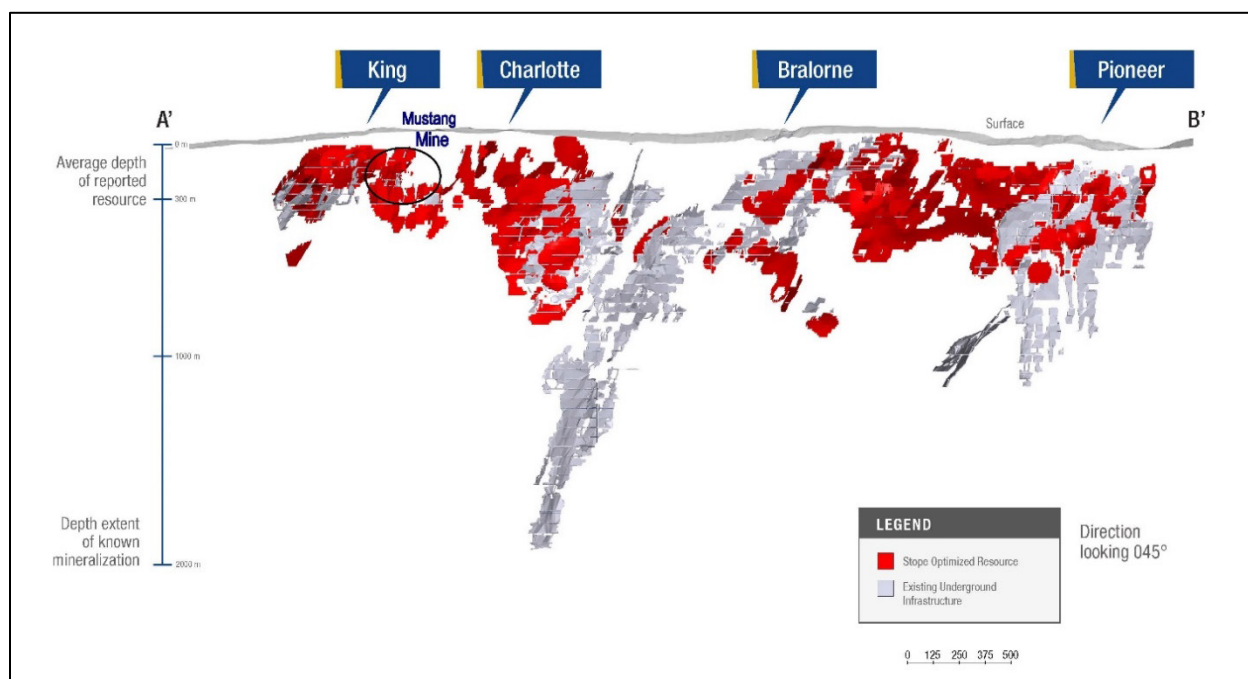 King
Charlotte
Bralorne
Pioneer
A'
Mustang
Mine
Surface
B'
0 m
Average depth
of reported
resource
300 m
1000 m
Depth extent
of known
mineralization
2000 m
LEGEND
Stope Optimized Resource
Existing Underground
Infrastructure
Direction
looking 045°
0 125 250 375 500